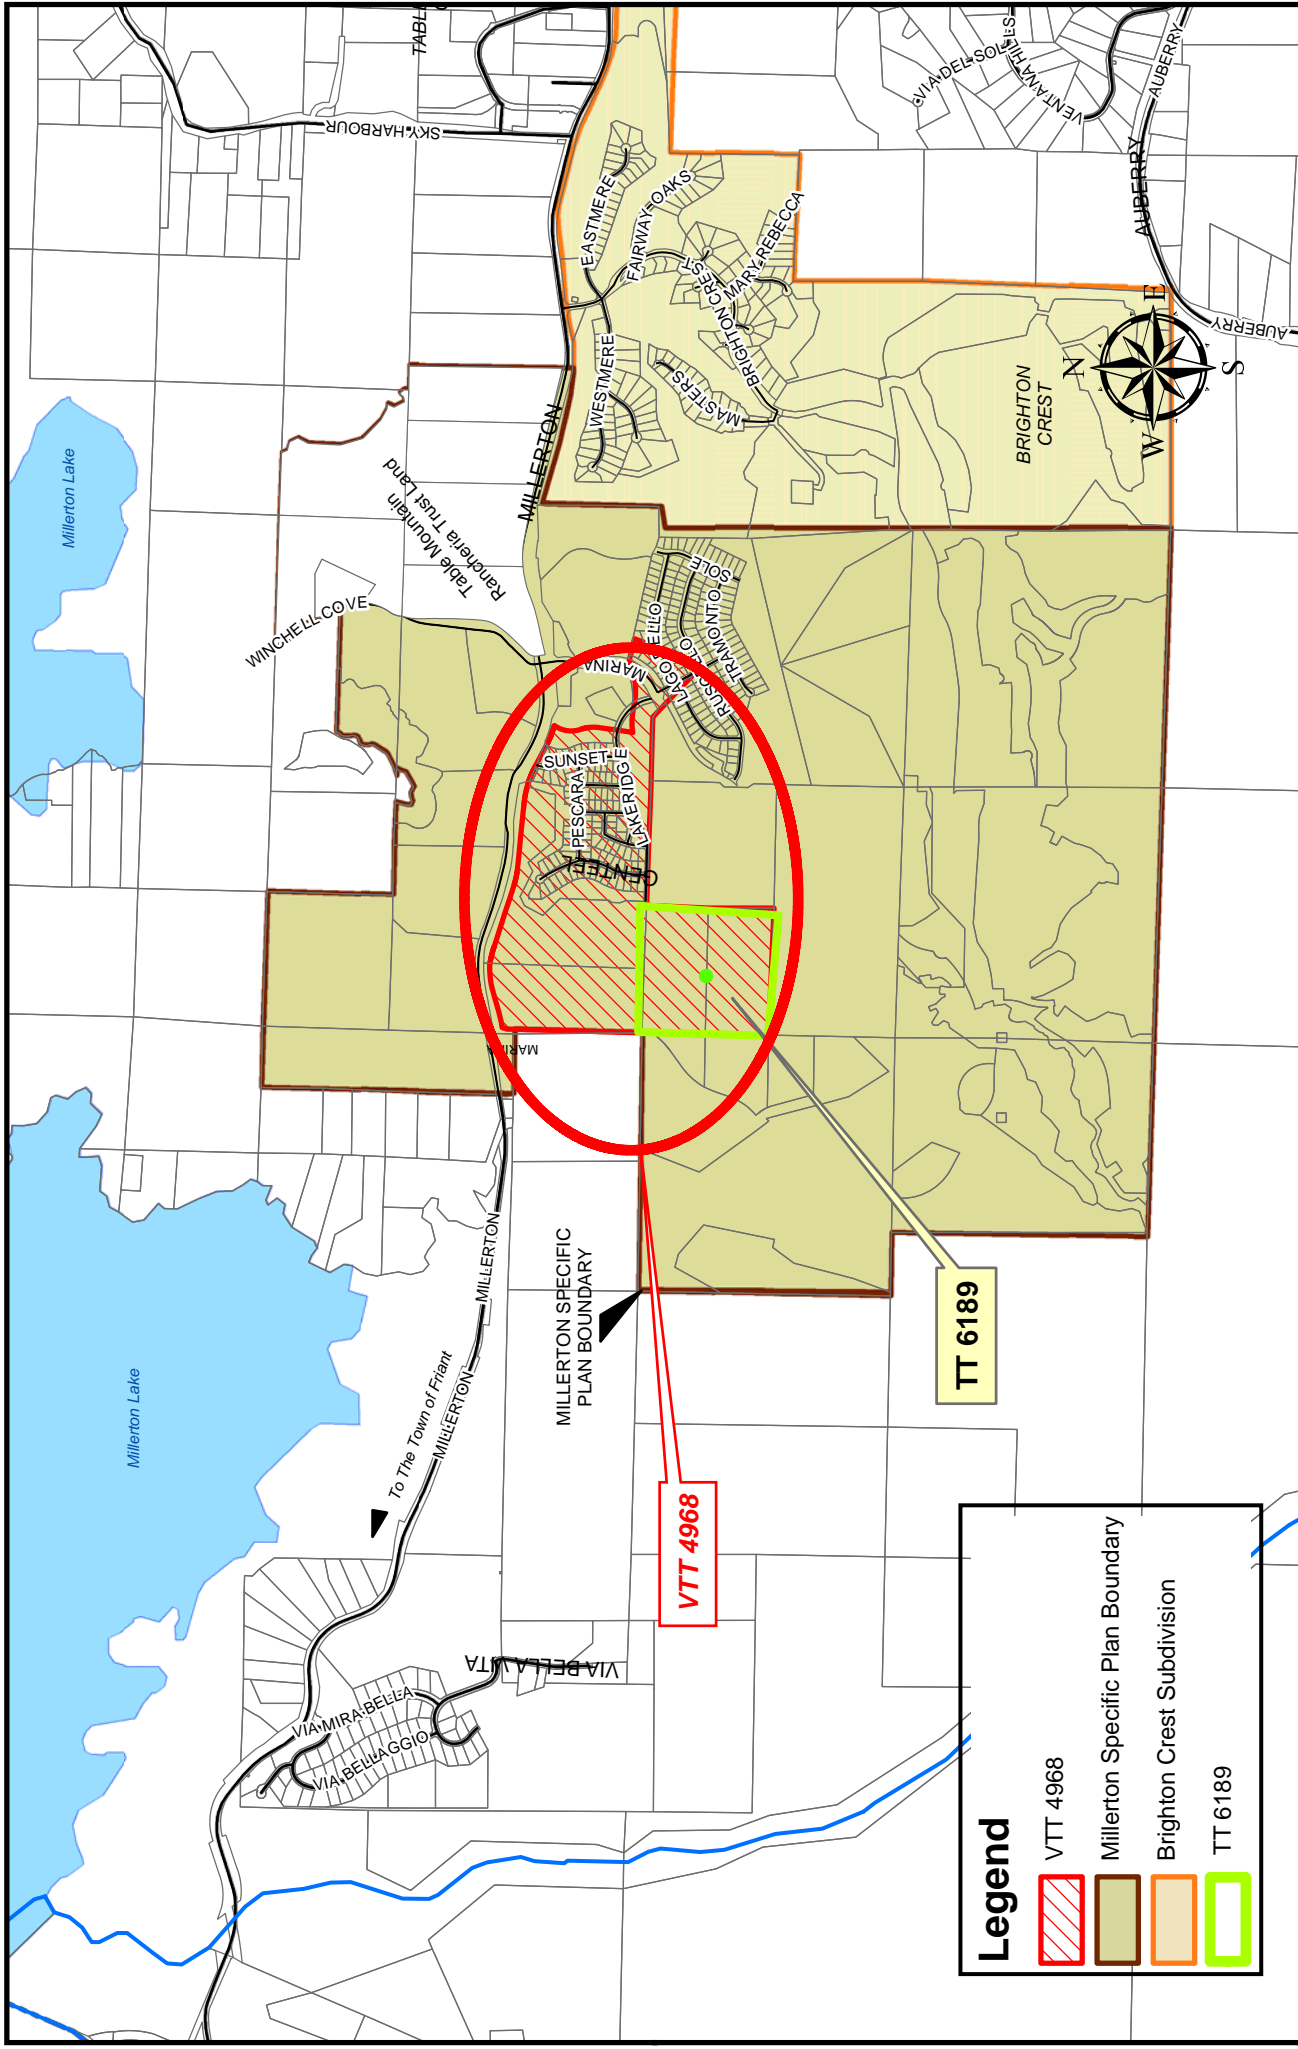 Millerton Lake
Millerton Lake
TABL
SKY HARBOUR
WINCHELL COVE
Table Mountain
Rancheria Trust Land
MILLERTON
EASTMERE
FAIRWAY OAKS
WESTMERE
BRIGHTON CREST
MARY REBECCA
MASTERS
VIA DEL SOL
VENTANA HILLS
AUBERRY
AUBERRY
AUBERRY
BRIGHTON
CREST
N
E
S
W
MARINA
LAGO
ELLO
SOLE
TRAMONTO
SUNSET
PESCARA
LAKERIDGE
GENTEEL
MARINA
MILLERTON
MILLERTON
To The Town of Friant
MILLERTON SPECIFIC
PLAN BOUNDARY
VTT 4968
TT 6189
VIA BELLA VITA
VIA MIRA BELLA
VIA BELLAGGIO
Legend
VTT 4968
Millerton Specific Plan Boundary
Brighton Crest Subdivision
TT 6189